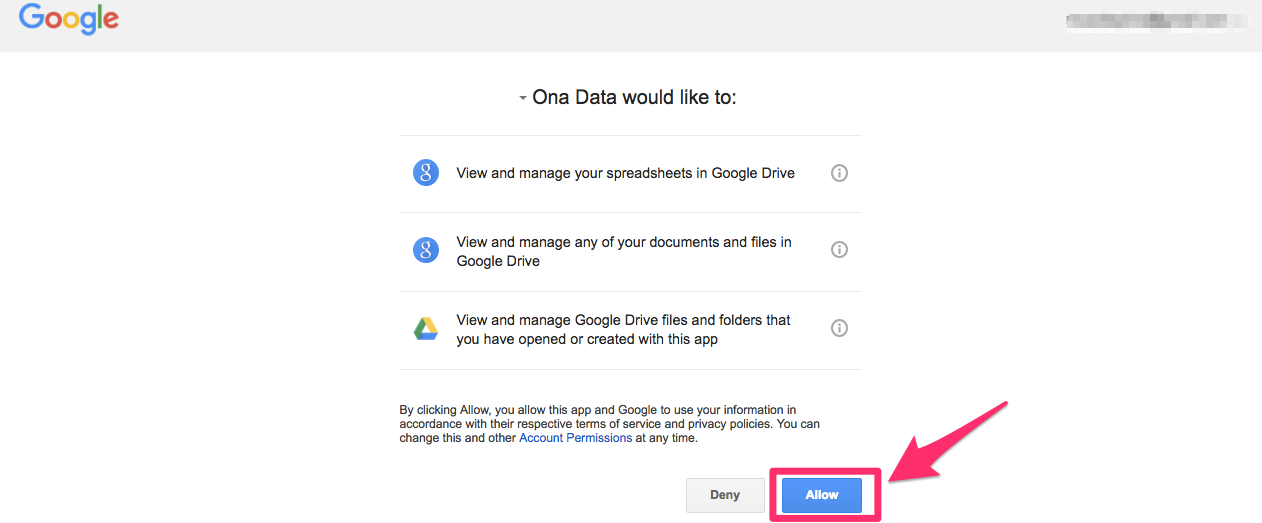 Google
Ona Data would like to:
View and manage your spreadsheets in Google Drive
View and manage any of your documents and files in
Google Drive
View and manage Google Drive files and folders that
you have opened or created with this app
By clicking Allow, you allow this app and Google to use your information in
accordance with their respective terms of service and privacy policies. You can
change this and other Account Permissions at any time.
Deny Allow